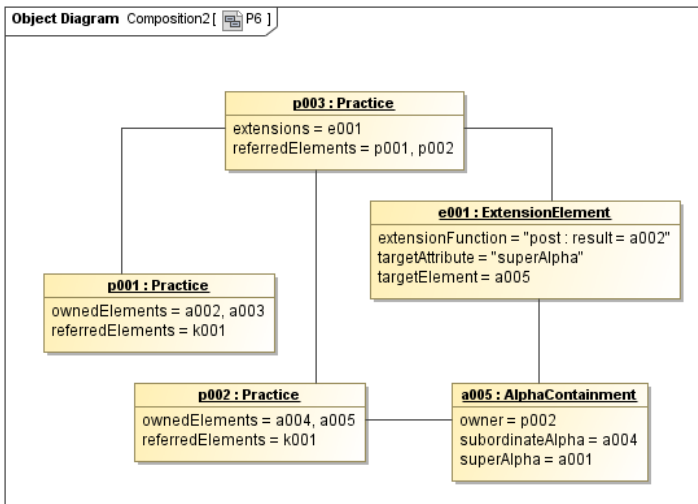 Object Diagram Composition2 [ P6 ]
p003 : Practice
extensions = e001
referredElements = p001, p002
e001 : ExtensionElement
extensionFunction = "post : result = a002"
targetAttribute = "superAlpha"
targetElement = a005
p001 : Practice
ownedElements = a002, a003
referredElements = k001
p002 : Practice
ownedElements = a004, a005
referredElements = k001
a005 : AlphaContainment
owner = p002
subordinateAlpha = a004
superAlpha = a001